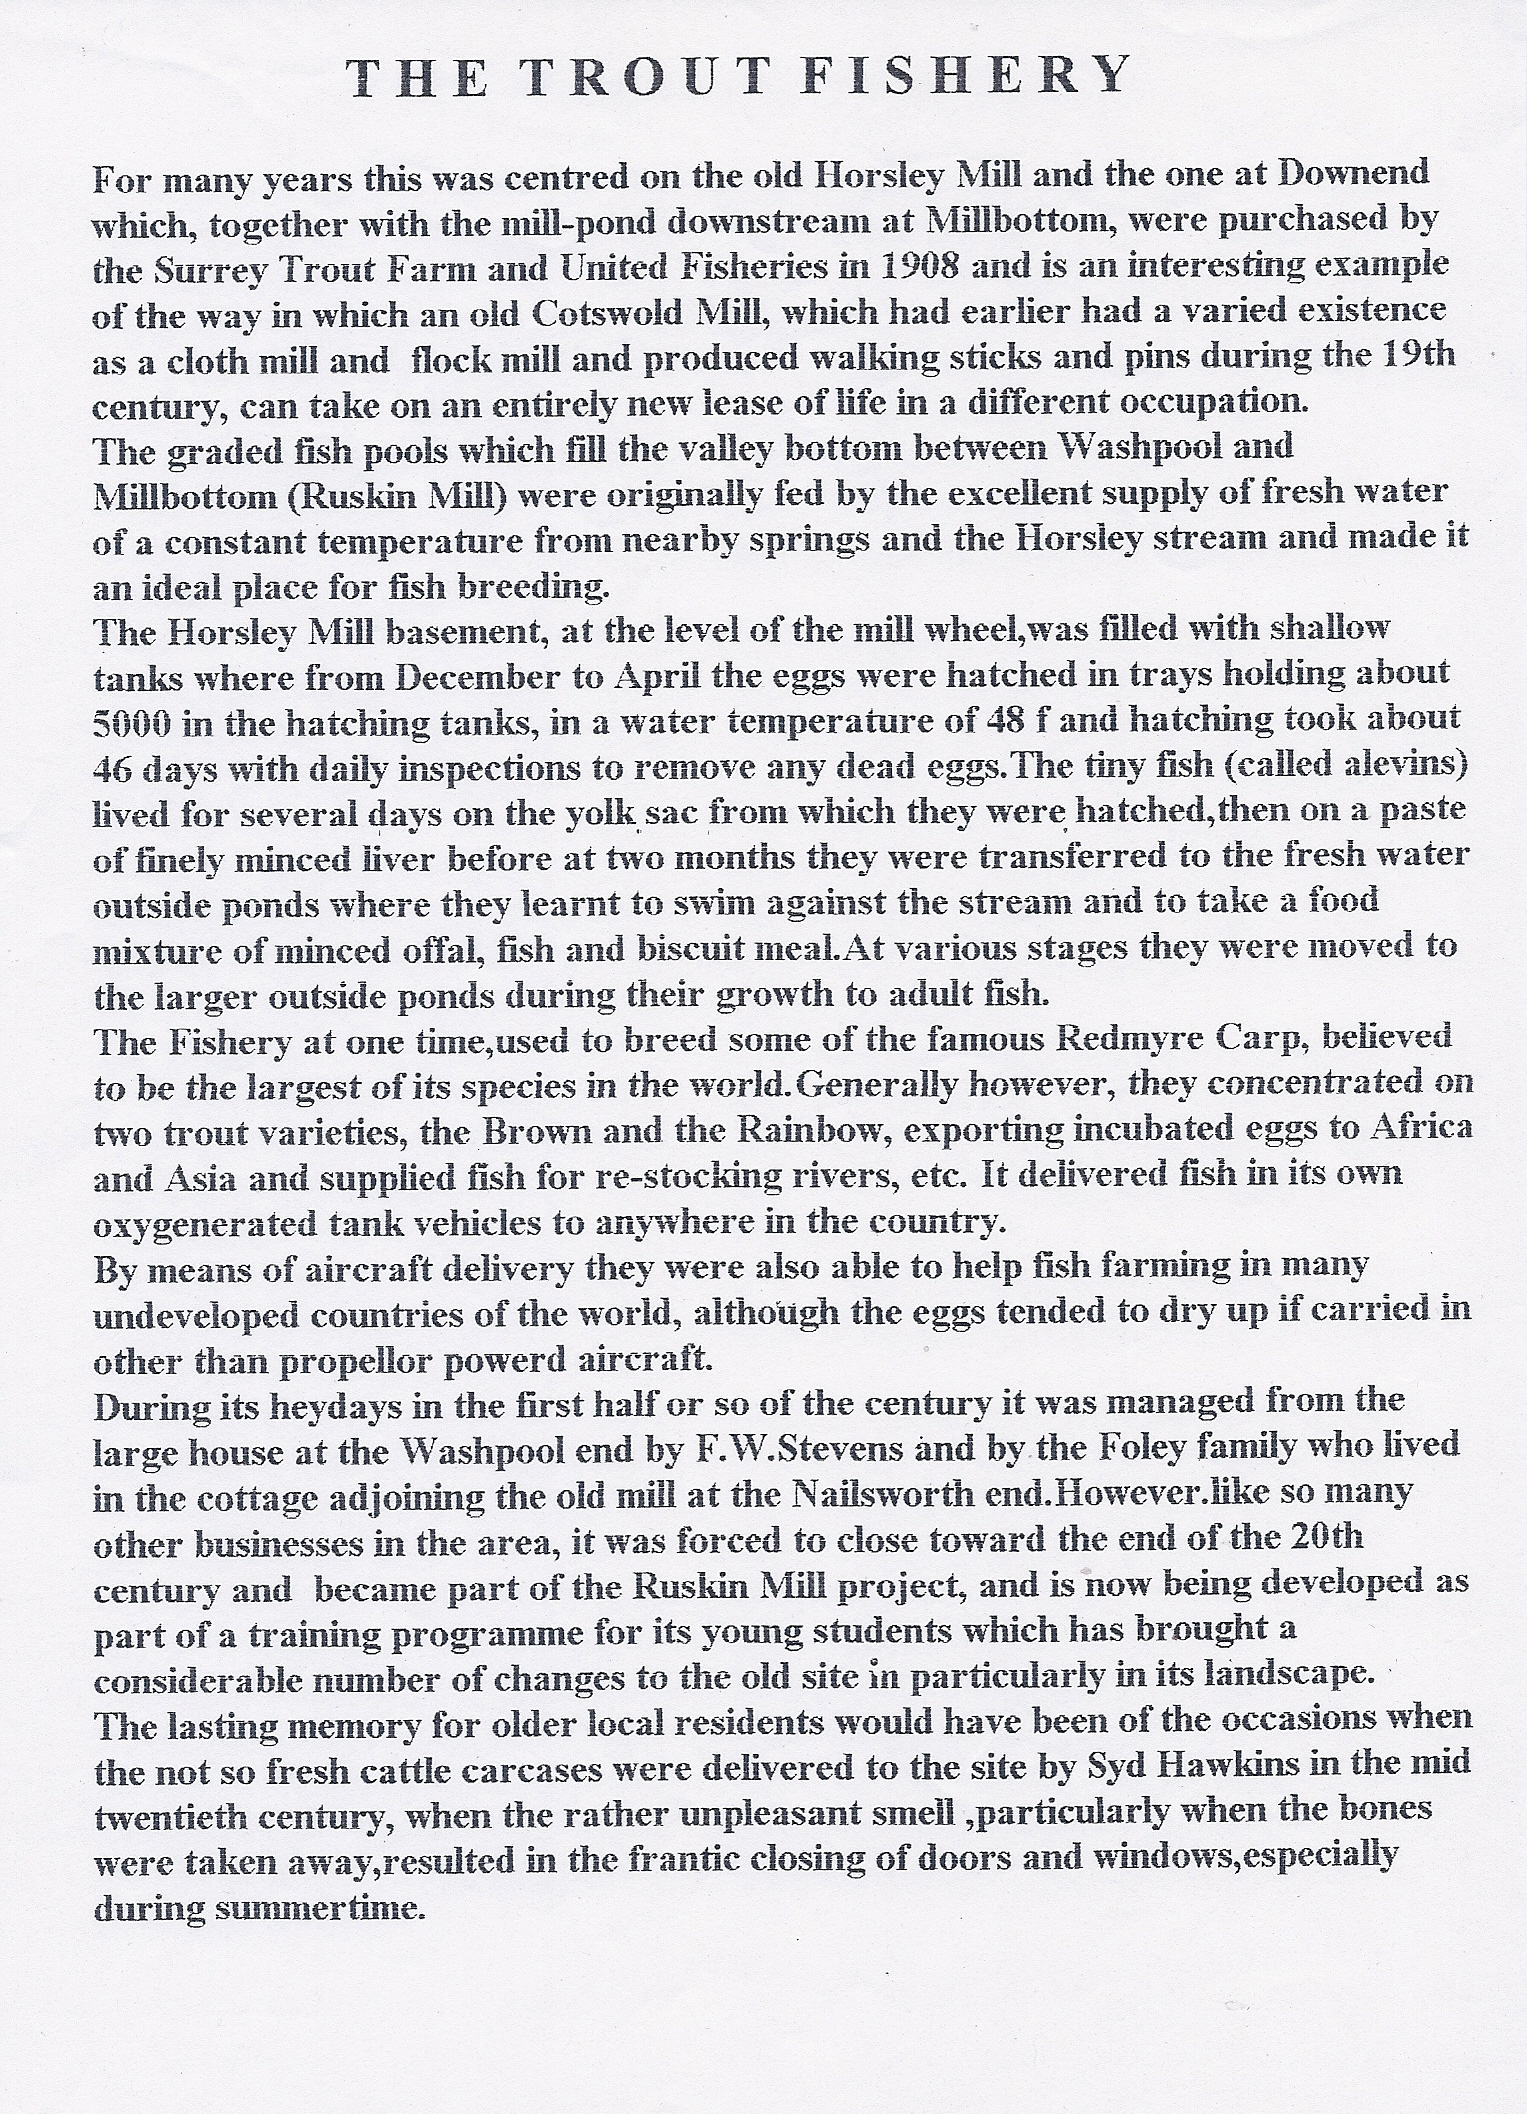 THE TROUT FISHERY
For many years this was centred on the old Horsley Mill and the one at Downend
which, together with the mill-pond downstream at Millbottom, were purchased by
the Surrey Trout Farm and United Fisheries in 1908 and is an interesting example
of the way in which an old Cotswold Mill, which had earlier had a varied existence
as a cloth mill and  flock mill and produced walking sticks and pins during the 19th
century, can take on an entirely new lease of life in a different occupation.
The graded fish pools which fill the valley bottom between Washpool and
Millbottom (Ruskin Mill) were originally fed by the excellent supply of fresh water
of a constant temperature from nearby springs and the Horsley stream and made it
an ideal place for fish breeding.
The Horsley Mill basement, at the level of the mill wheel,was filled with shallow
tanks where from December to April the eggs were hatched in trays holding about
5000 in the hatching tanks, in a water temperature of 48 f and hatching took about
46 days with daily inspections to remove any dead eggs.The tiny fish (called alevins)
lived for several days on the yolk sac from which they were hatched,then on a paste
of finely minced liver before at two months they were transferred to the fresh water
outside ponds where they learnt to swim against the stream and to take a food
mixture of minced offal, fish and biscuit meal.At various stages they were moved to
the larger outside ponds during their growth to adult fish.
The Fishery at one time,used to breed some of the famous Redmyre Carp, believed
to be the largest of its species in the world.Generally however, they concentrated on
two trout varieties, the Brown and the Rainbow, exporting incubated eggs to Africa
and Asia and supplied fish for re-stocking rivers, etc. It delivered fish in its own
oxygenerated tank vehicles to anywhere in the country.
By means of aircraft delivery they were also able to help fish farming in many
undeveloped countries of the world, although the eggs tended to dry up if carried in
other than propellor powerd aircraft.
During its heydays in the first half or so of the century it was managed from the
large house at the Washpool end by F.W.Stevens and by the Foley family who lived
in the cottage adjoining the old mill at the Nailsworth end.However.like so many
other businesses in the area, it was forced to close toward the end of the 20th
century and  became part of the Ruskin Mill project, and is now being developed as
part of a training programme for its young students which has brought a
considerable number of changes to the old site in particularly in its landscape.
The lasting memory for older local residents would have been of the occasions when
the not so fresh cattle carcases were delivered to the site by Syd Hawkins in the mid
twentieth century, when the rather unpleasant smell ,particularly when the bones
were taken away,resulted in the frantic closing of doors and windows,especially
during summertime.